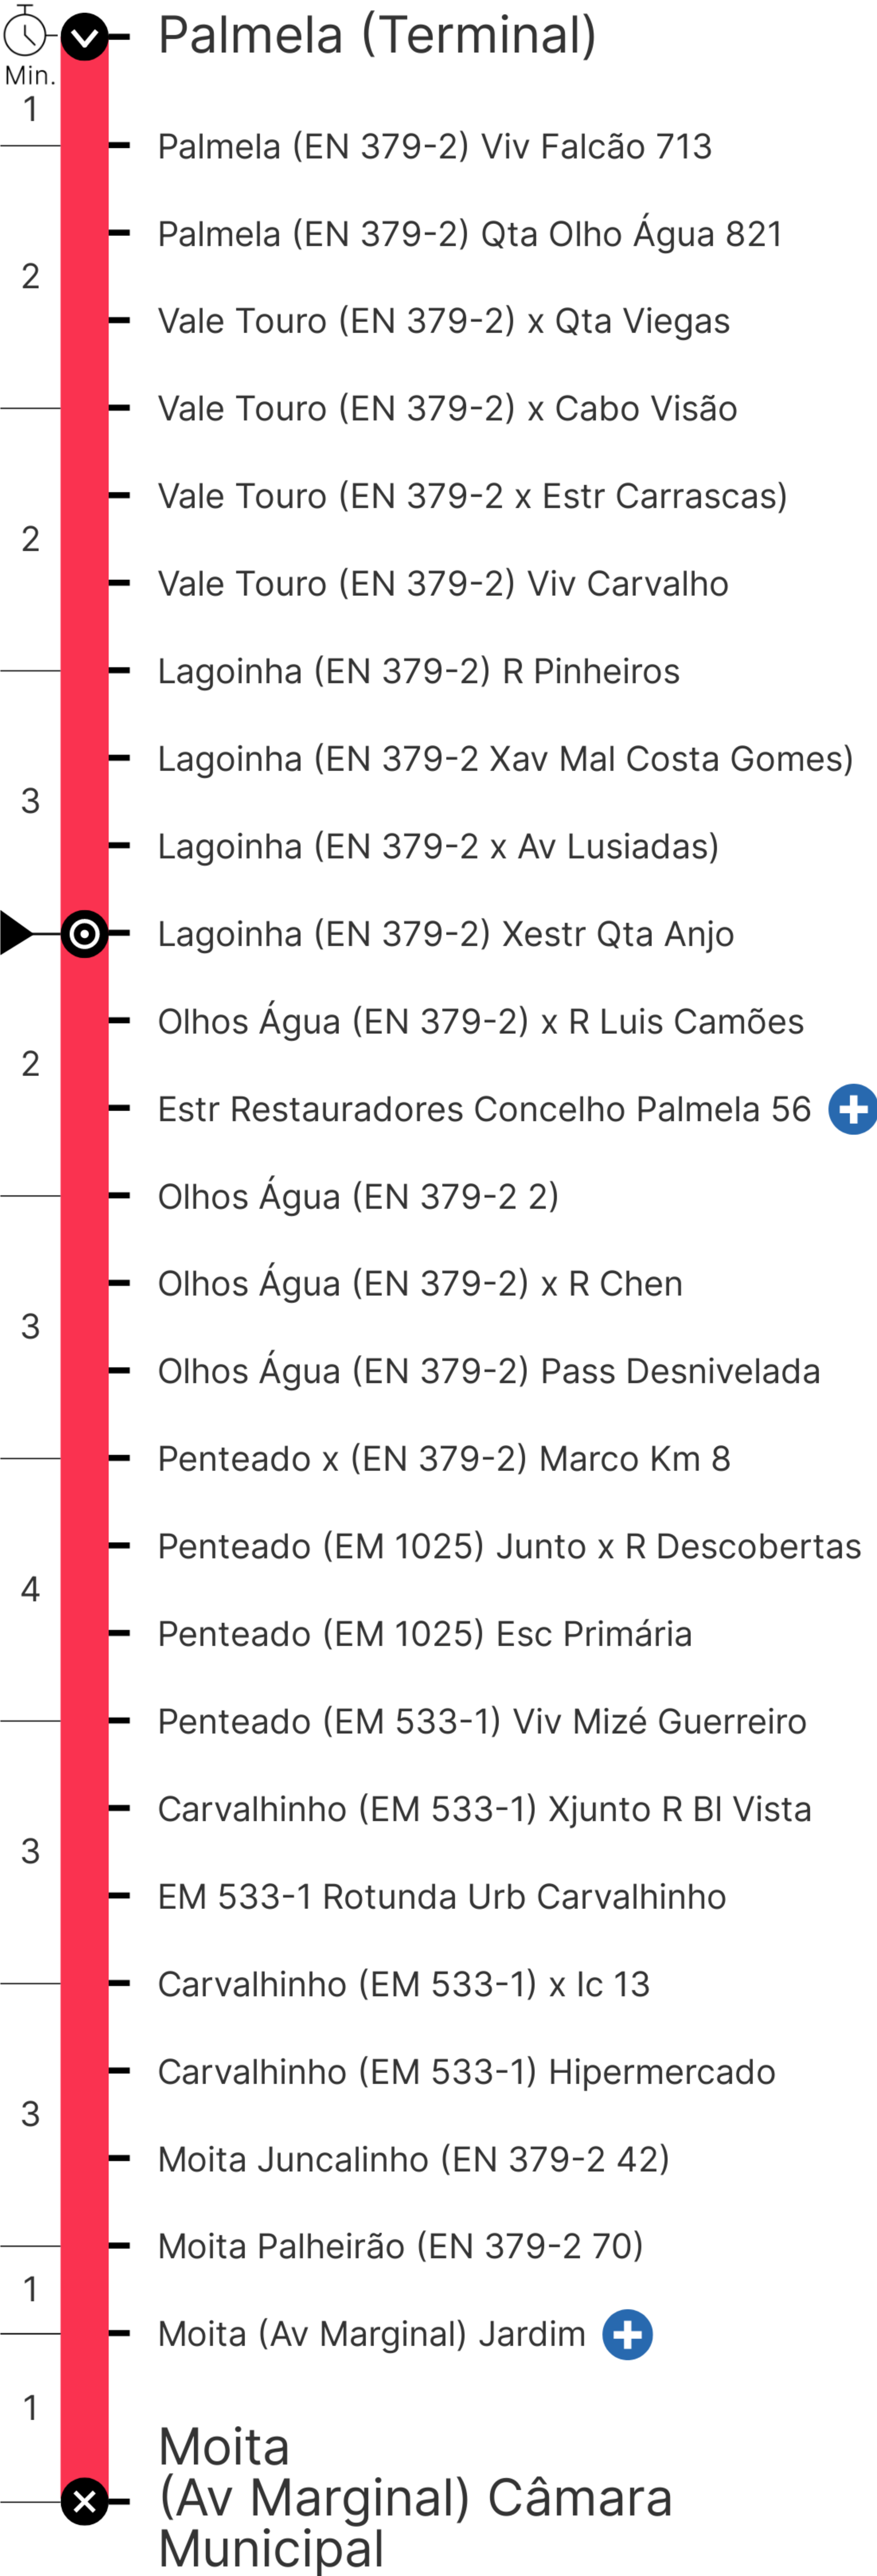 Palmela (Terminal)
Min.
1
Palmela (EN 379-2) Viv Falcão 713
Palmela (EN 379-2) Qta Olho Água 821
2
Vale Touro (EN 379-2) x Qta Viegas
Vale Touro (EN 379-2) x Cabo Visão
Vale Touro (EN 379-2 x Estr Carrascas)
2
Vale Touro (EN 379-2) Viv Carvalho
Lagoinha (EN 379-2) R Pinheiros
Lagoinha (EN 379-2 Xav Mal Costa Gomes)
3
Lagoinha (EN 379-2 x Av Lusiadas)
Lagoinha (EN 379-2) Xestr Qta Anjo
Olhos Água (EN 379-2) x R Luis Camões
2
Estr Restauradores Concelho Palmela 56
Olhos Água (EN 379-2 2)
Olhos Água (EN 379-2) x R Chen
3
Olhos Água (EN 379-2) Pass Desnivelada
Penteado x (EN 379-2) Marco Km 8
Penteado (EM 1025) Junto x R Descobertas
4
Penteado (EM 1025) Esc Primária
Penteado (EM 533-1) Viv Mizé Guerreiro
Carvalhinho (EM 533-1) Xjunto R Bl Vista
3
EM 533-1 Rotunda Urb Carvalhinho
Carvalhinho (EM 533-1) x Ic 13
Carvalhinho (EM 533-1) Hipermercado
3
Moita Juncalinho (EN 379-2 42)
Moita Palheirão (EN 379-2 70)
1
Moita (Av Marginal) Jardim
1
Moita
(Av Marginal) Câmara
Municipal